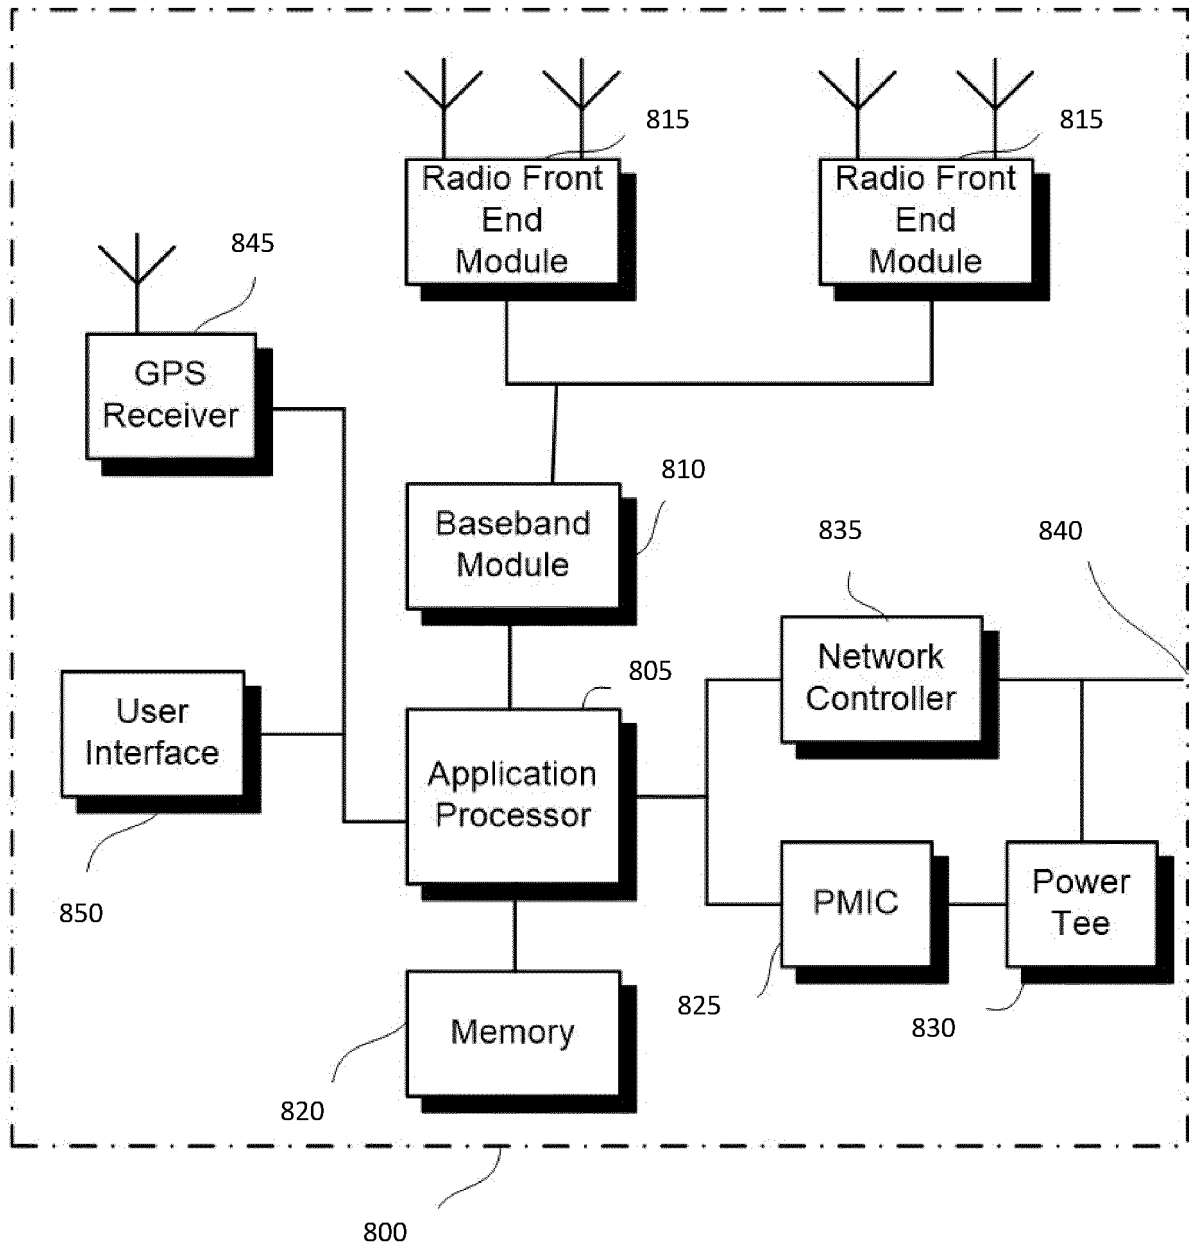 815
815
Radio Front
End
Module
Radio Front
End
Module
845
GPS
Receiver
810
Baseband
Module
835
840
805
Network
Controller
User
Interface
Application
Processor
PMIC
Power
Tee
850
825
830
Memory
820
800